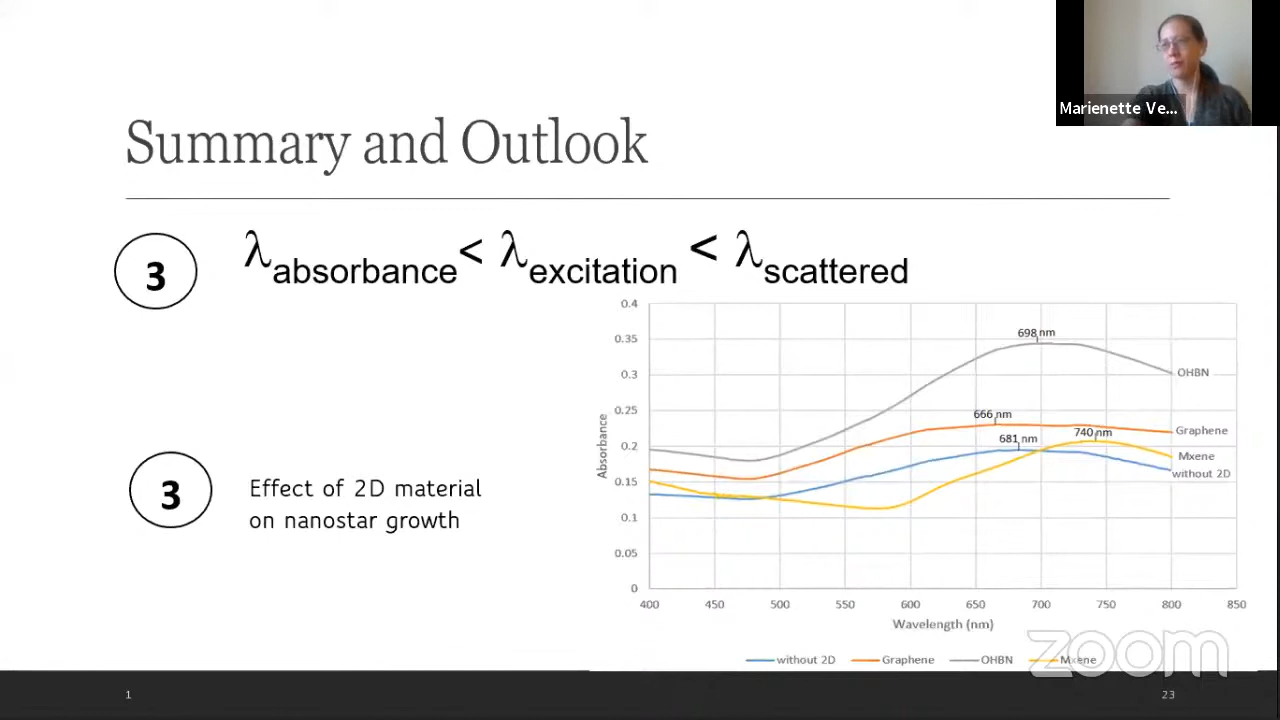 Marienette Ve...
Summary and Outlook
3
λabsorbance < λexcitation < λscattered
3
Effect of 2D material
on nanostar growth
0.4
0.35
0.3
0.25
0.2
0.15
0.1
0.05
0
Absorbance
698 nm
666 nm
681 nm
740 nm
OHBN
Graphene
Mxene
without 2D
400 450 500 550 600 650 700 750 800 850
Wavelength (nm)
without 2D Graphene OHBN Mxene
zoom
1
23